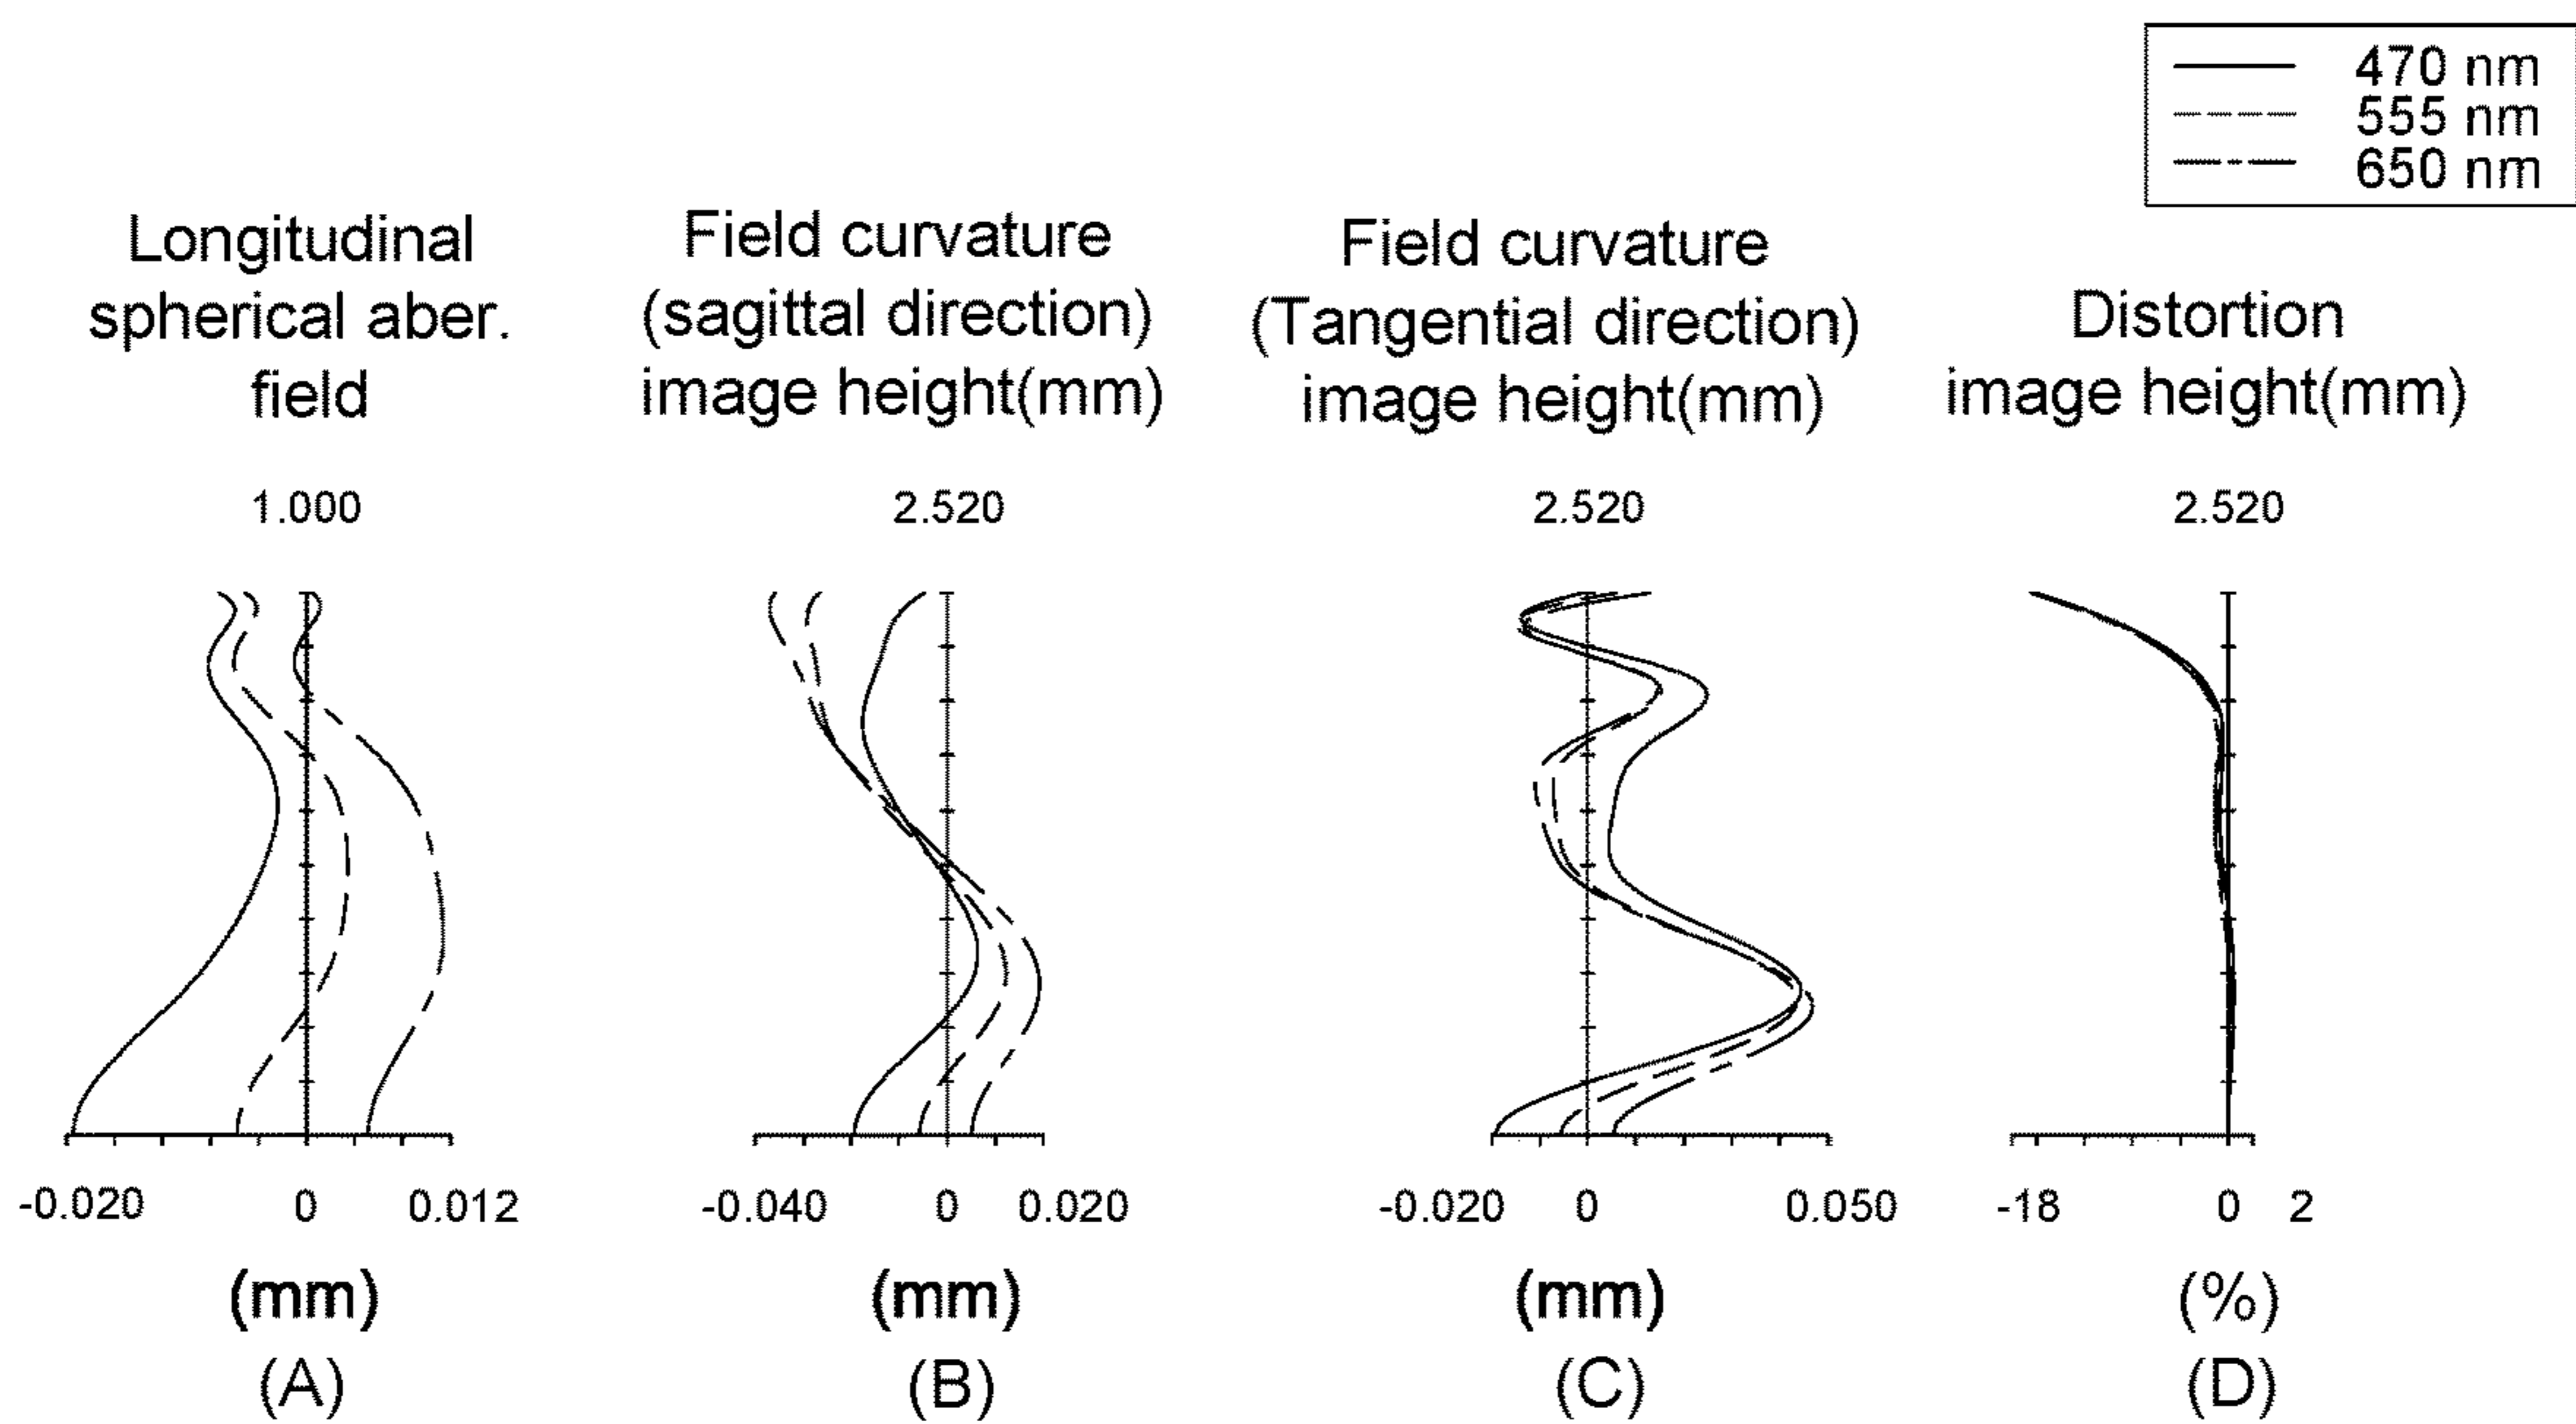 470 nm
555 nm
650 nm
Longitudinal
spherical aber.
field
1.000
-0.020 0 0.012
(mm)
(A)
Field curvature
(sagittal direction)
image height(mm)
2.520
-0.040 0 0.020
(mm)
(B)
Field curvature
(Tangential direction)
image height(mm)
2.520
-0.020 0 0.050
(mm)
(C)
Distortion
image height(mm)
2.520
-18 0 2
(%)
(D)